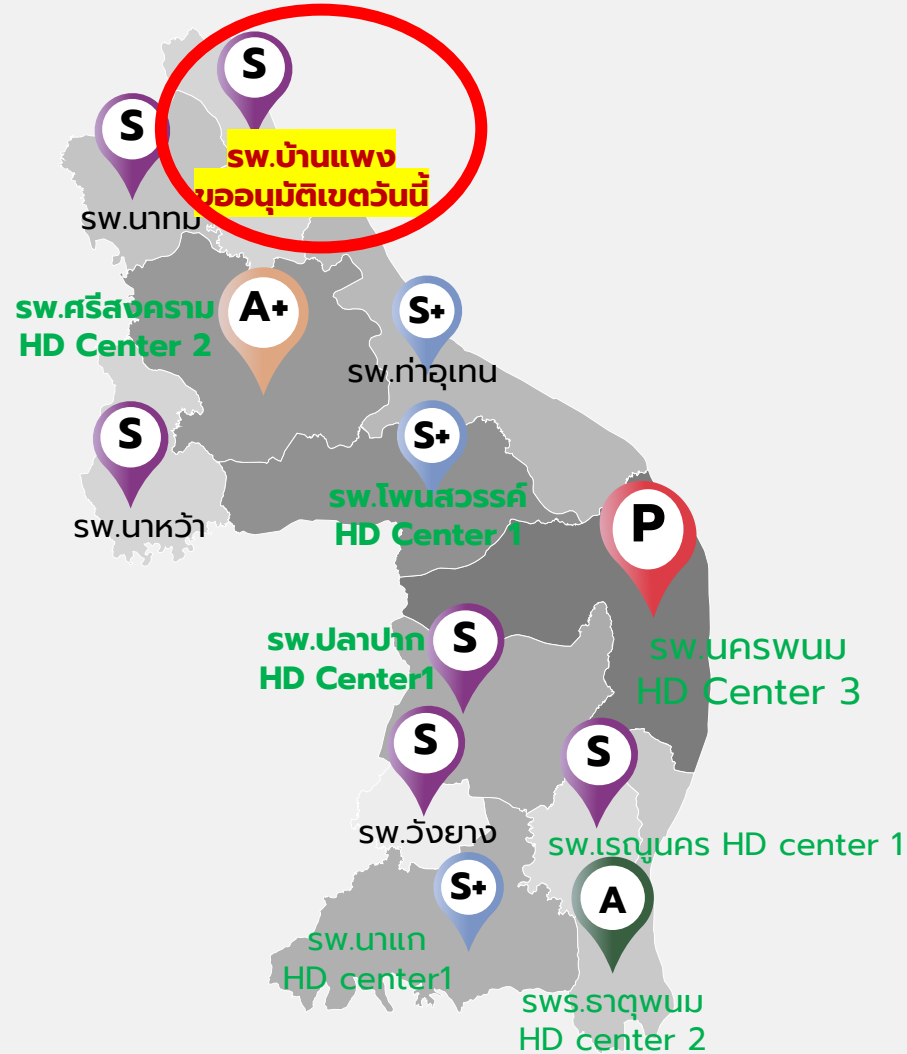 S
รพ.บ้านแพง
ขออนุมัติเขตวันนี้
S
รพ.นาทม
รพ.ศรีสงคราม
HD Center 2
A+
S+
รพ.ท่าอุเทน
S
รพ.นาหว้า
S+
รพ.โพนสวรรค์
HD Center 1
P
รพ.นครพนม
HD Center 3
รพ.ปลาปาก
HD Center1
S
S
รพ.วังยาง
S
รพ.เรณูนคร HD center 1
S+
รพ.นาแก
HD center1
A
รพร.ธาตุพนม
HD center 2